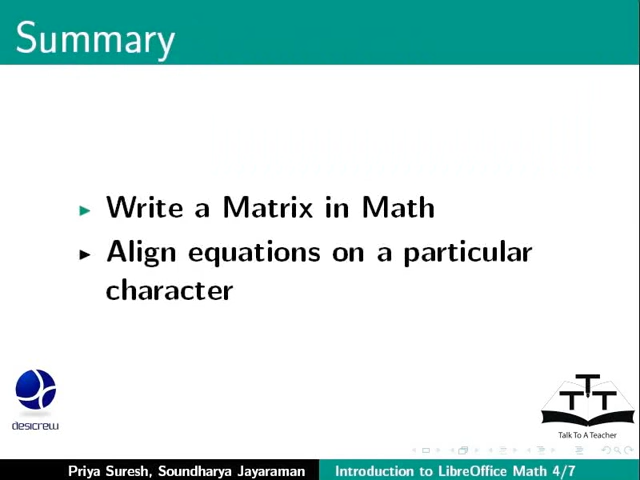 Summary
Write a Matrix in Math
Align equations on a particular
character
desicrew
TTT
Talk To A Teacher
Priya Suresh, Soundharya Jayaraman
Introduction to LibreOffice Math 4/7